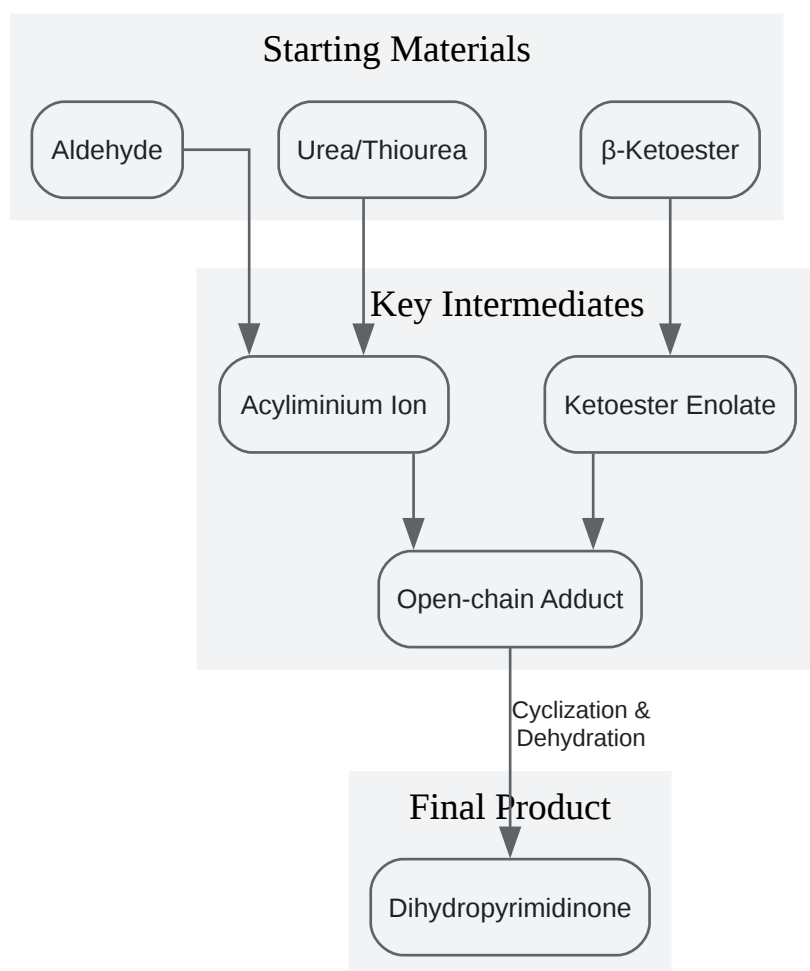 Starting Materials
Aldehyde
Urea/Thiourea
β-Ketoester
Key Intermediates
Acyliminium Ion
Ketoester Enolate
Open-chain Adduct
Cyclization &
Dehydration
Final Product
Dihydropyrimidinone